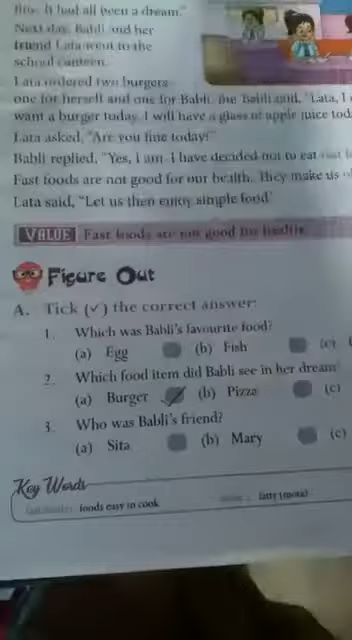 time. It had all been a dream."
Next day, Babli and her
friend Lata went to the
school canteen.
Lata ordered two burgers
one for herself and one for Babli. But Babli said, "Lata, I
want a burger today. I will have a glass of apple juice tod
Lata asked, "Are you fine today?"
Babli replied, "Yes, I am. I have decided not to eat fast
Fast foods are not good for our health. They make us
Lata said, "Let us then enjoy simple food"
VALUE Fast foods are not good for health.
Figure Out
A. Tick (✓) the correct answer:
1. Which was Babli's favourite food?
(a) Egg (b) Fish (c)
2. Which food item did Babli see in her dream?
(a) Burger (b) Pizza (c)
3. Who was Babli's friend?
(a) Sita (b) Mary (c)
Key Words
foods easy to cook fatty (mota)